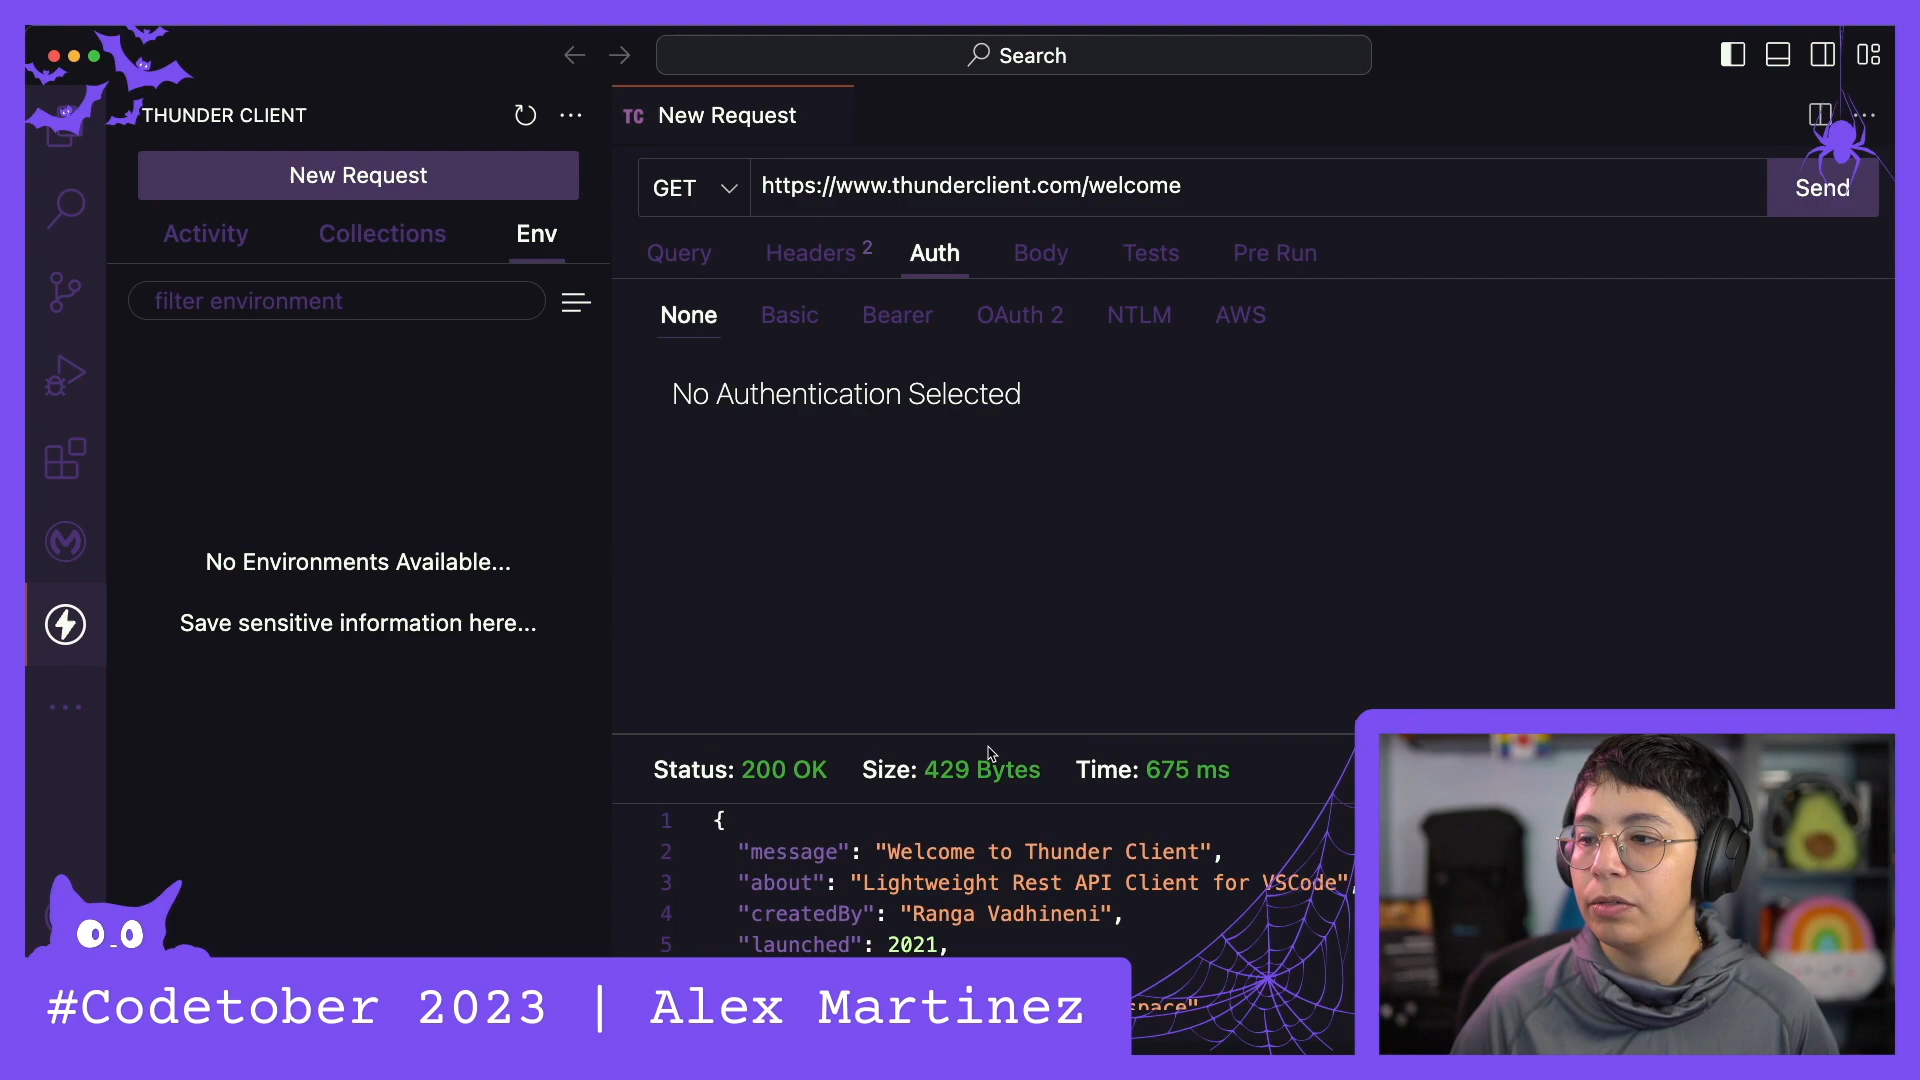 Search
THUNDER CLIENT
TC New Request
New Request
GET https://www.thunderclient.com/welcome Send
Activity Collections Env
Query Headers 2 Auth Body Tests Pre Run
filter environment
None Basic Bearer OAuth 2 NTLM AWS
No Authentication Selected
No Environments Available...
Save sensitive information here...
Status: 200 OK Size: 429 Bytes Time: 675 ms
1 {
2 "message": "Welcome to Thunder Client",
3 "about": "Lightweight Rest API Client for VSCode",
4 "createdBy": "Ranga Vadhineni",
5 "launched": 2021,
#Codetober 2023 | Alex Martinez